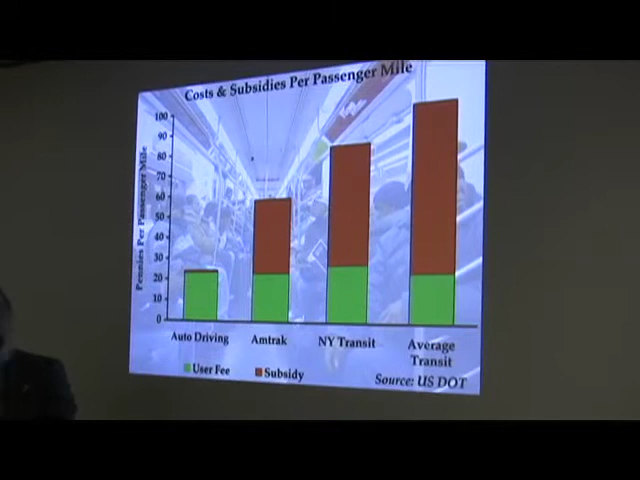 Costs & Subsidies Per Passenger Mile
Pennies Per Passenger Mile
100
90
80
70
60
50
40
30
20
10
0
Auto Driving
Amtrak
NY Transit
Average
Transit
User Fee
Subsidy
Source: US DOT